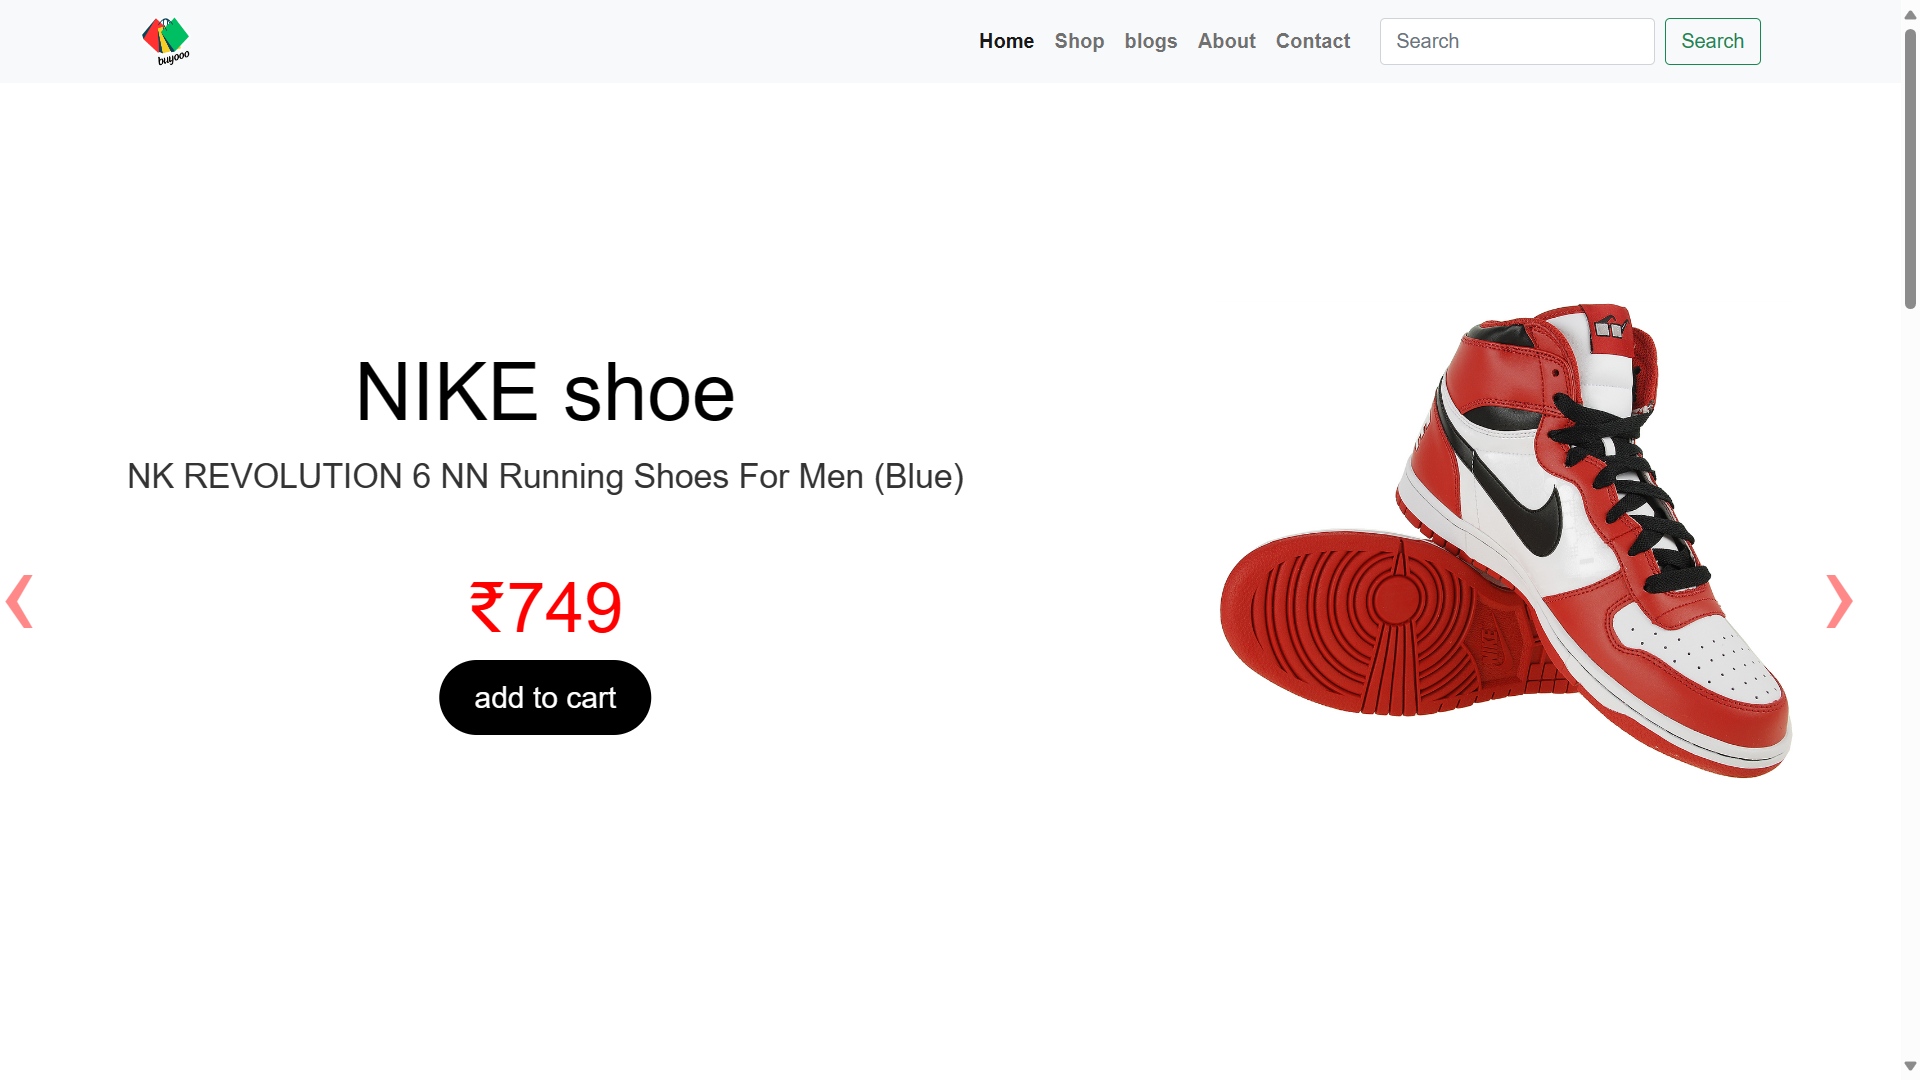 buyooo
Home Shop blogs About Contact Search Search
NIKE shoe
NK REVOLUTION 6 NN Running Shoes For Men (Blue)
❮
❯
₹749
add to cart